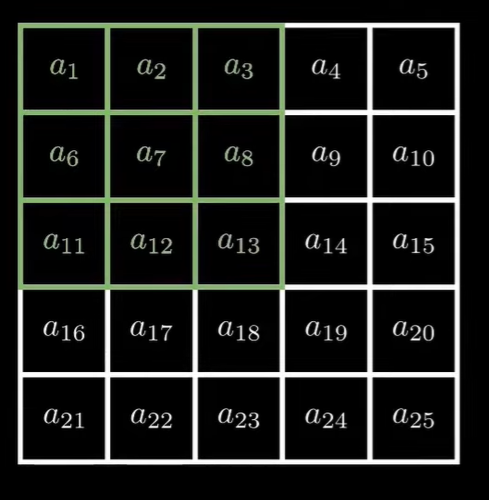 a₁ a₂ a₃ a₄ a₅
a₆ a₇ a₈ a₉ a₁₀
a₁₁ a₁₂ a₁₃ a₁₄ a₁₅
a₁₆ a₁₇ a₁₈ a₁₉ a₂₀
a₂₁ a₂₂ a₂₃ a₂₄ a₂₅